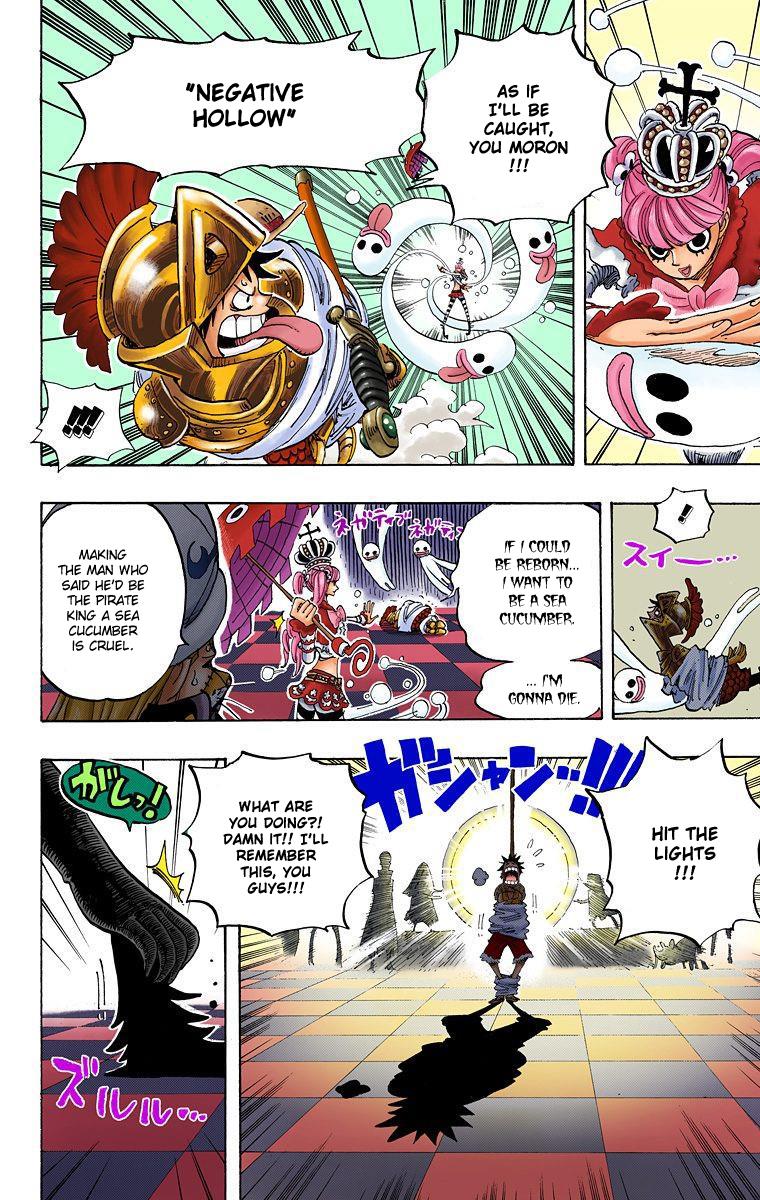 AS IF
I'LL BE
CAUGHT,
YOU MORON
!!!
"NEGATIVE
HOLLOW"
!!!!
!
スィー…
IF I COULD
BE REBORN...
I WANT TO
BE A SEA
CUCUMBER.
... I'M
GONNA DIE.
ネガティブ
ネガティブ
MAKING
THE MAN WHO
SAID HE'D BE
THE PIRATE
KING A SEA
CUCUMBER
IS CRUEL.
HIT THE
LIGHTS
!!!
ガシャンッ!!!
WHAT ARE
YOU DOING?!
DAMN IT!! I'LL
REMEMBER
THIS, YOU
GUYS!!!
がしっ!
ズルル…